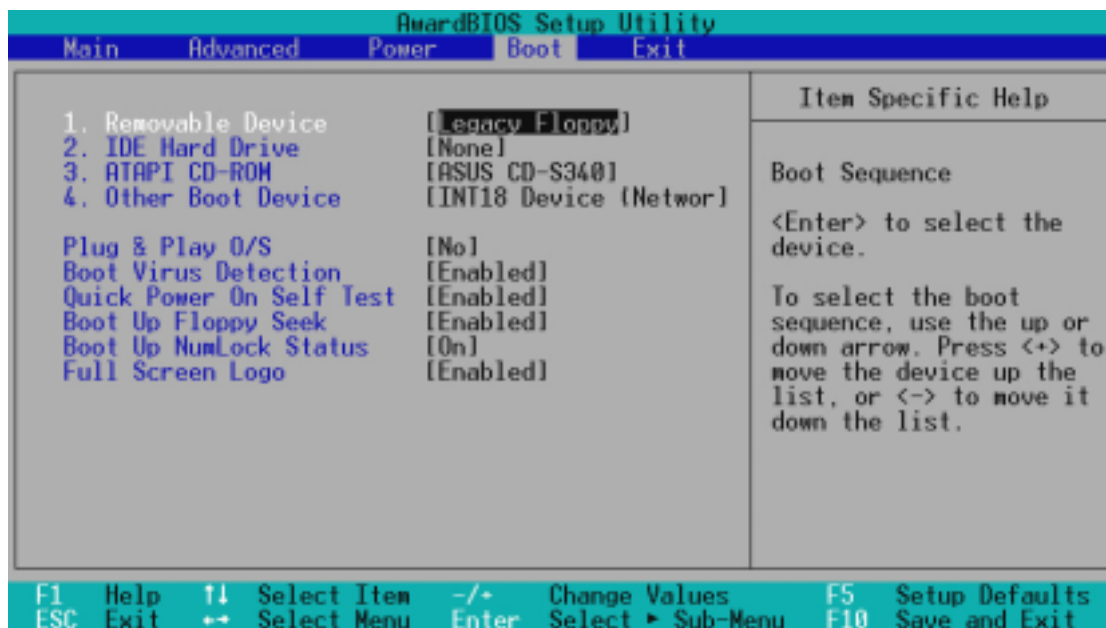 AwardBIOS Setup Utility
Main Advanced Power Boot Exit
1. Removable Device [Legacy Floppy]
2. IDE Hard Drive [None]
3. ATAPI CD-ROM [ASUS CD-S340]
4. Other Boot Device [INT18 Device (Networ]
Plug & Play O/S [No]
Boot Virus Detection [Enabled]
Quick Power On Self Test [Enabled]
Boot Up Floppy Seek [Enabled]
Boot Up NumLock Status [On]
Full Screen Logo [Enabled]
Item Specific Help
Boot Sequence
<Enter> to select the
device.
To select the boot
sequence, use the up or
down arrow. Press <+> to
move the device up the
list, or <-> to move it
down the list.
F1 Help ↑↓ Select Item -/+ Change Values F5 Setup Defaults
ESC Exit ←→ Select Menu Enter Select ► Sub-Menu F10 Save and Exit